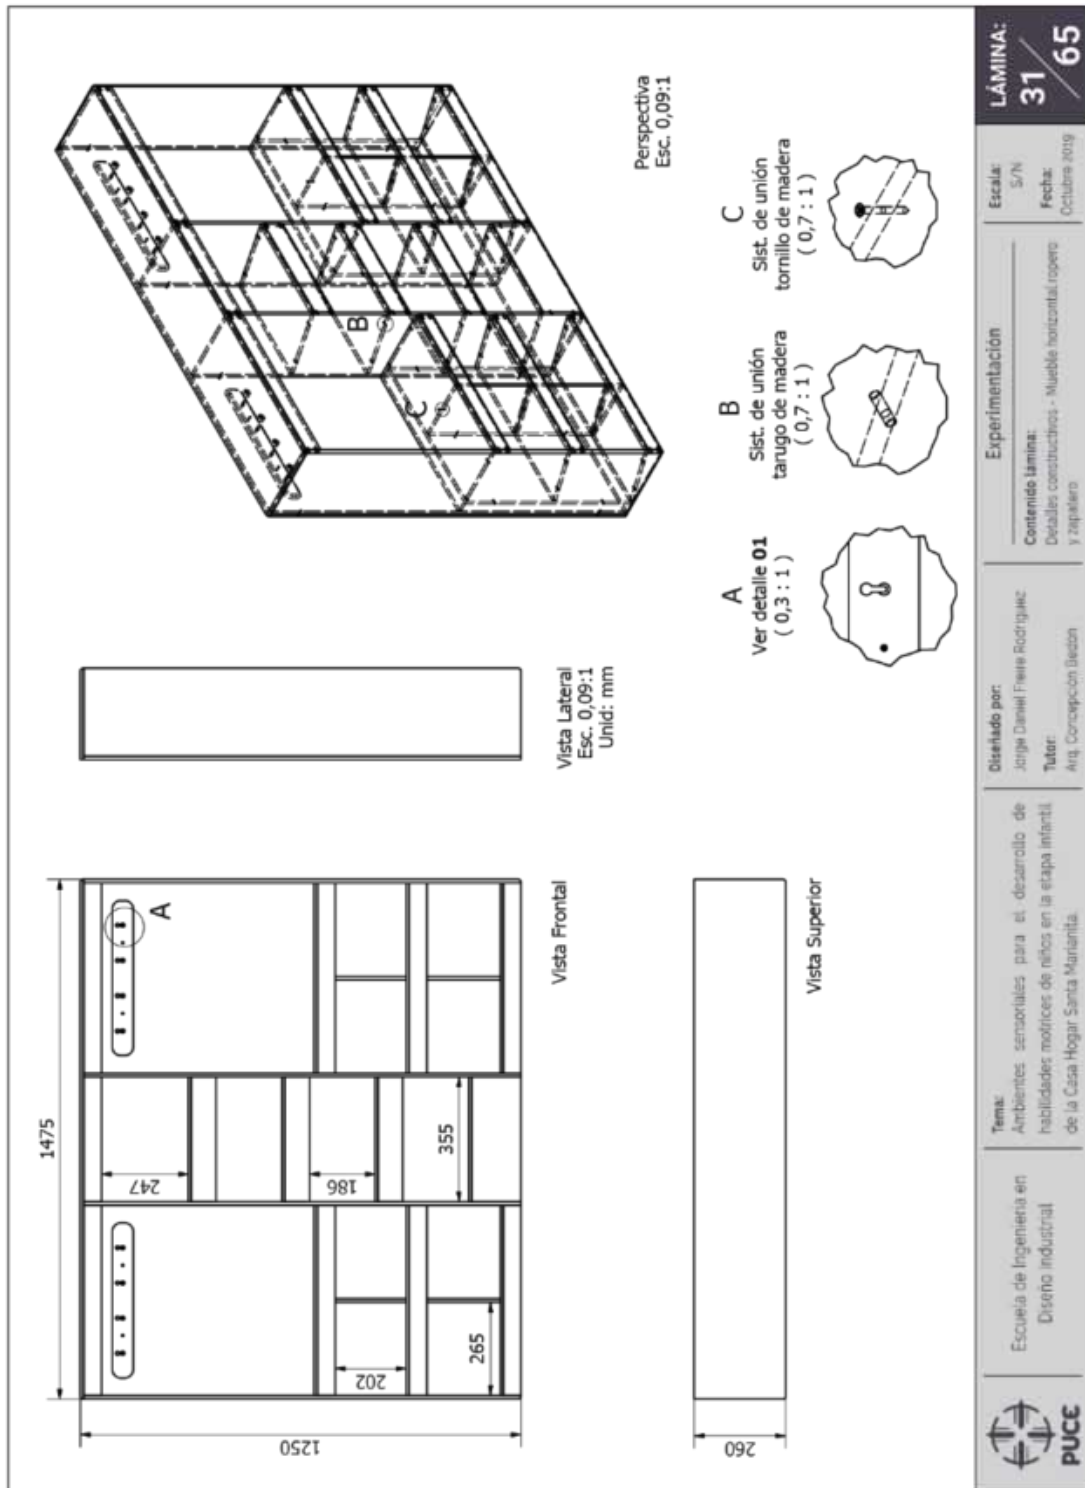 1475
1250
247
186
355
202
265
A
Vista Frontal
Vista Lateral
Esc. 0,09:1
Unid: mm
260
Vista Superior
B
C
Perspectiva
Esc. 0,09:1
A
Ver detalle 01
( 0,3 : 1 )
B
Sist. de unión
tarugo de madera
( 0,7 : 1 )
C
Sist. de unión
tornillo de madera
( 0,7 : 1 )
PUCE
Escuela de Ingeniería en
Diseño Industrial
Tema:
Ambientes sensoriales para el desarrollo de
habilidades motrices de niños en la etapa infantil
de la Casa Hogar Santa Marianita.
Diseñado por:
Jorge Daniel Freire Rodríguez
Tutor:
Arq. Concepción Bedón
Experimentación
Contenido lámina:
Detalles constructivos - Mueble horizontal ropero
y zapatero
Escala:
S/N
Fecha:
Octubre 2019
LÁMINA:
31/65